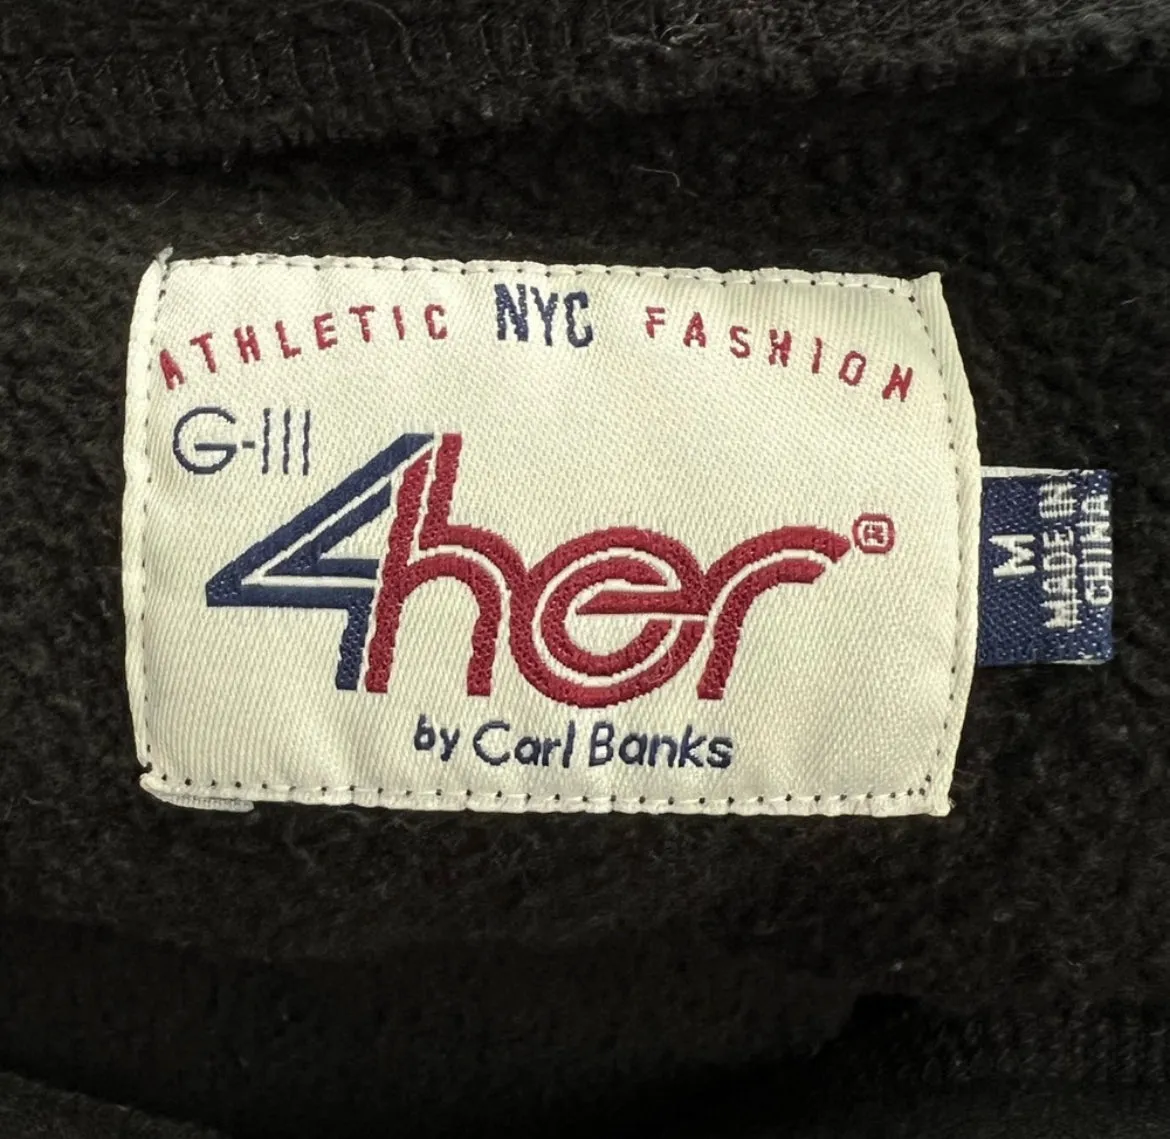 ATHLETIC NYC FASHION
G-III
4her®
by Carl Banks
M
MADE IN
CHINA